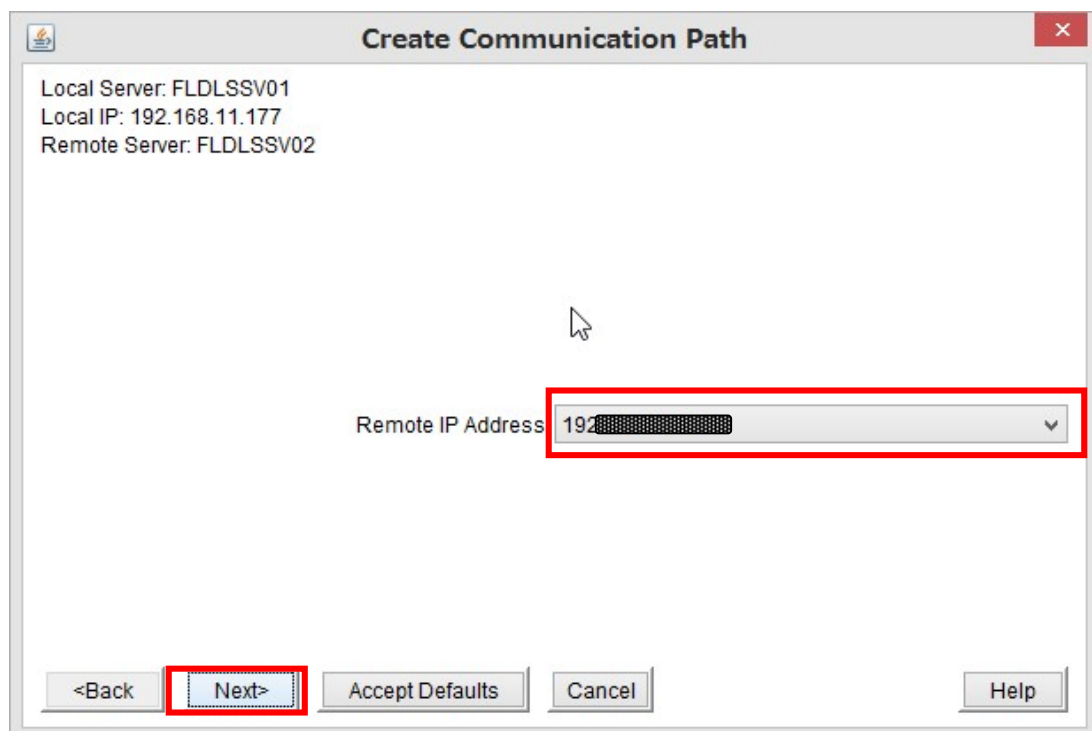 Create Communication Path
Local Server: FLDLSSV01
Local IP: 192.168.11.177
Remote Server: FLDLSSV02
Remote IP Address 192
<Back Next> Accept Defaults Cancel Help